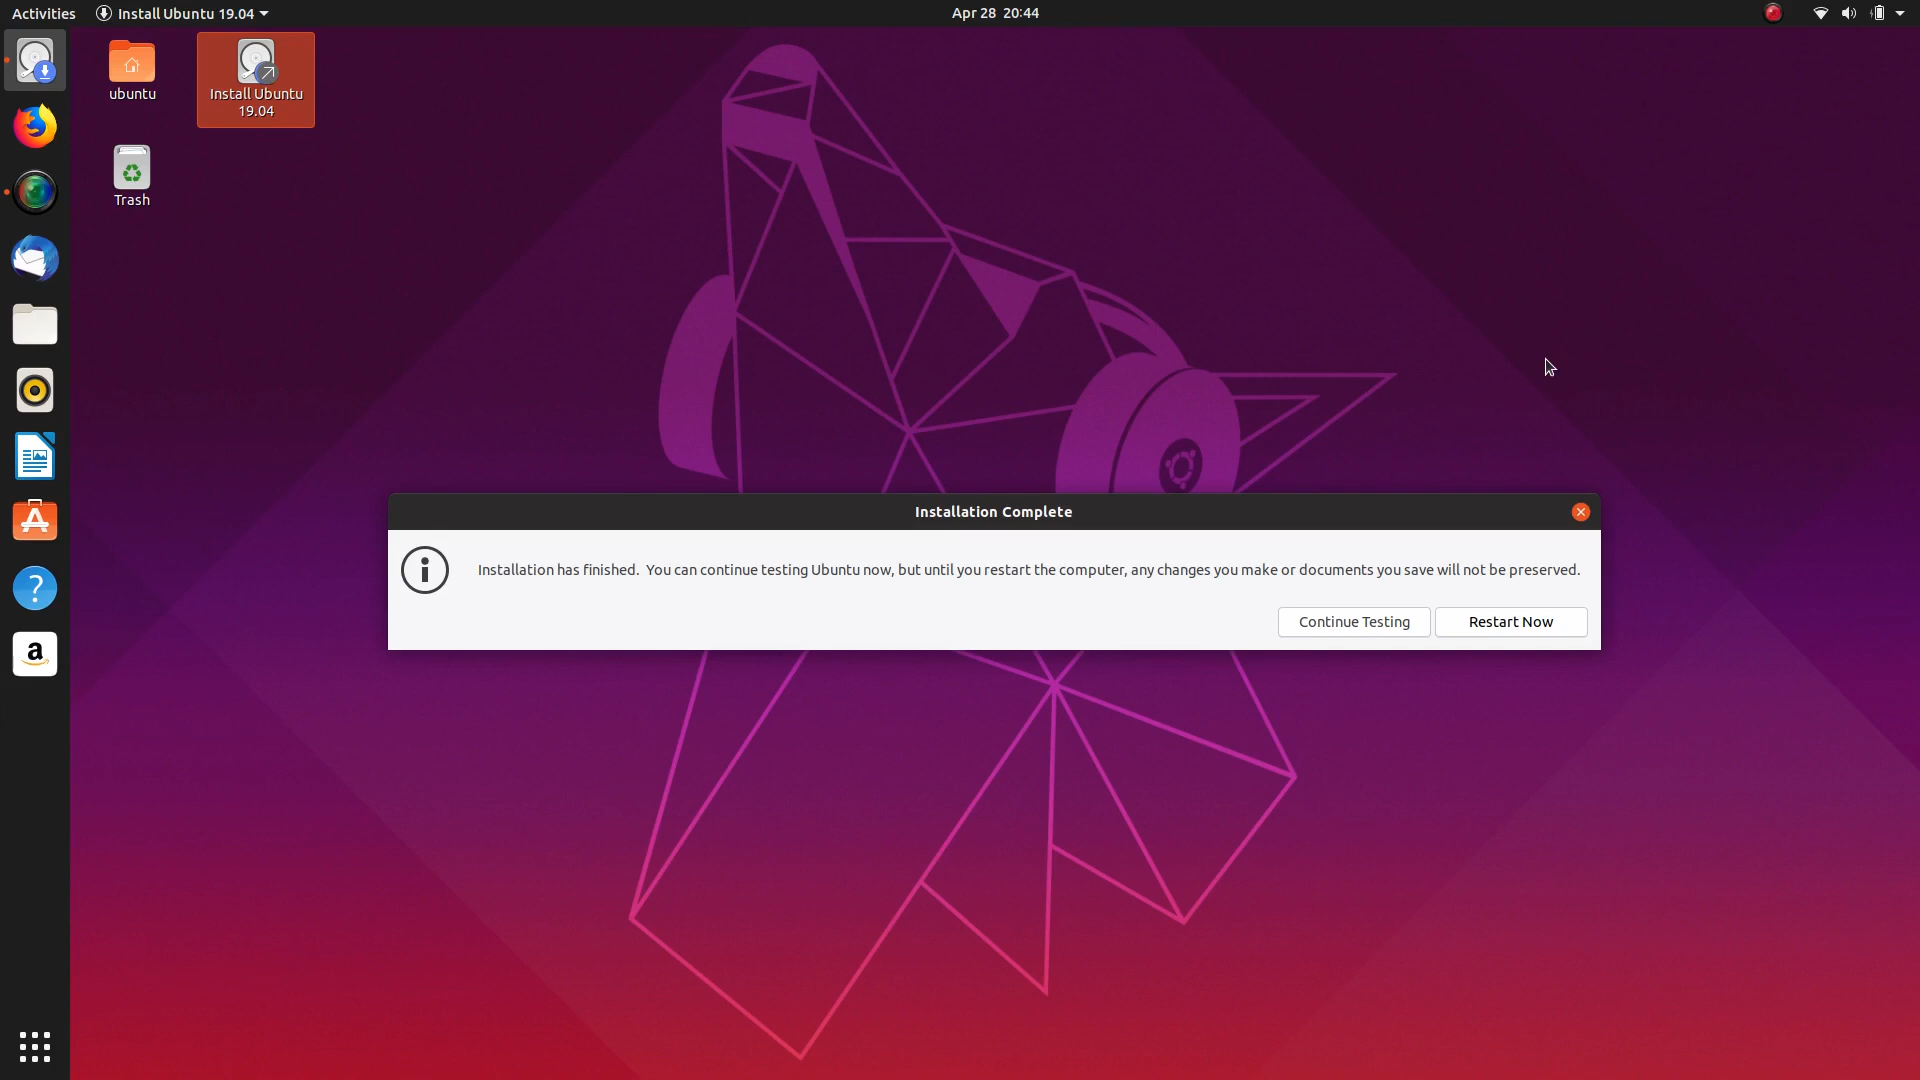 Activities
Install Ubuntu 19.04
Apr 28 20:44
ubuntu
Install Ubuntu
19.04
Trash
Installation Complete
Installation has finished. You can continue testing Ubuntu now, but until you restart the computer, any changes you make or documents you save will not be preserved.
Continue Testing
Restart Now